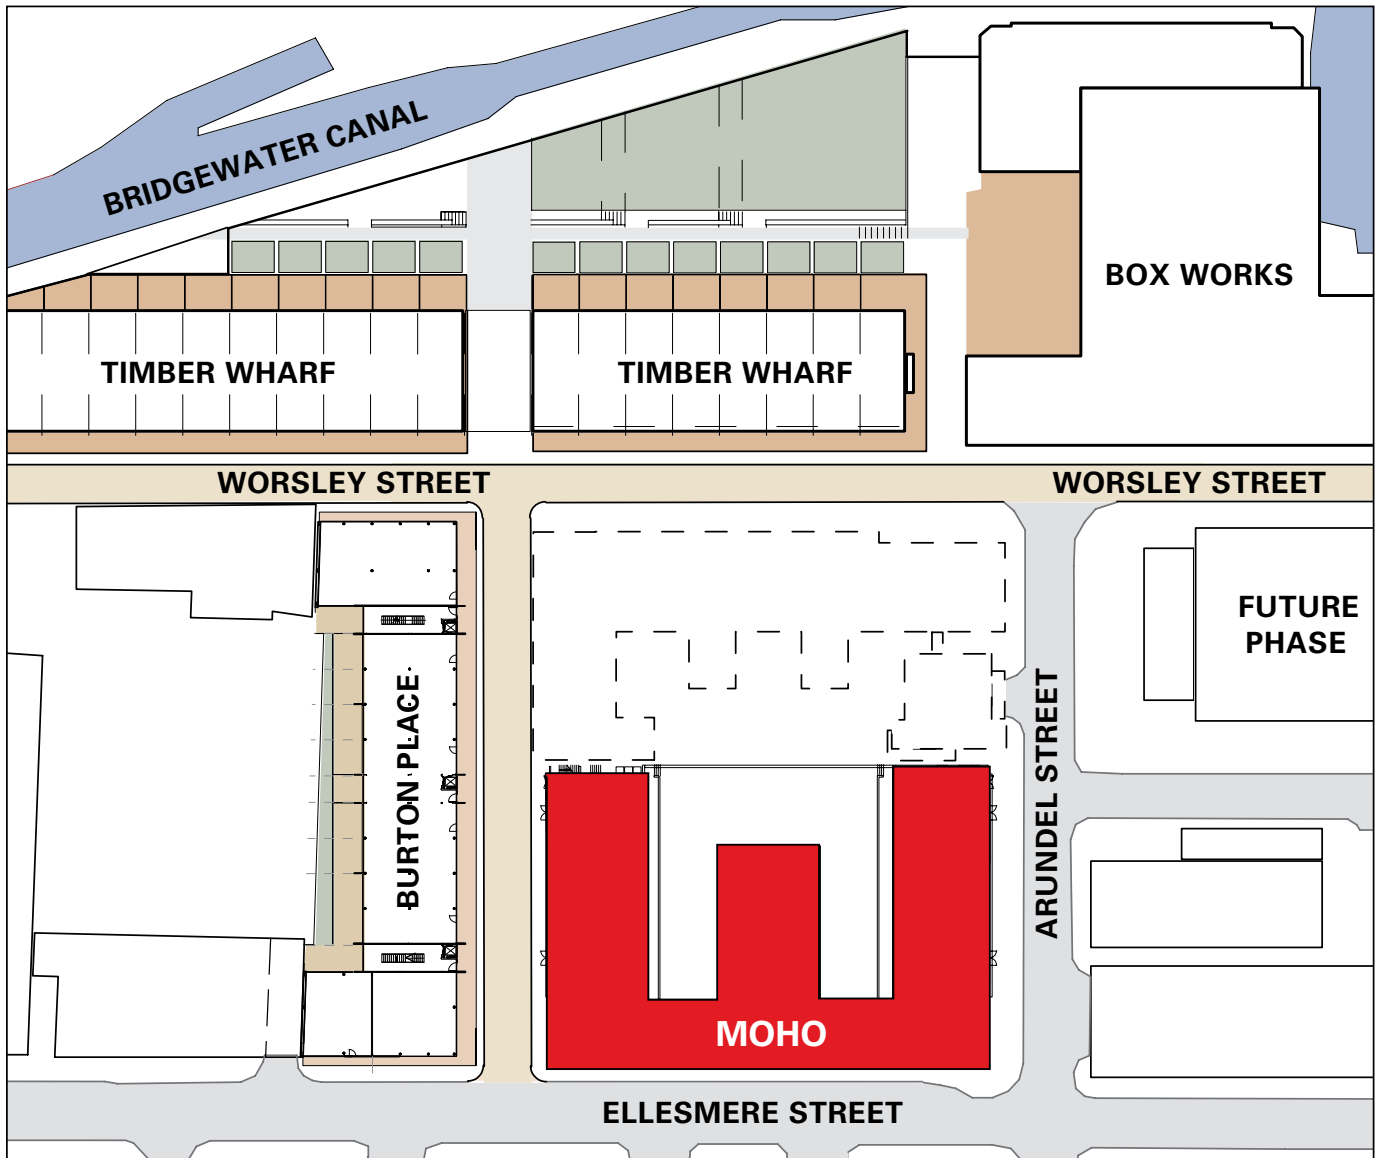 BRIDGEWATER CANAL
BOX WORKS
TIMBER WHARF
TIMBER WHARF
WORSLEY STREET
WORSLEY STREET
FUTURE
PHASE
BURTON PLACE
ARUNDEL STREET
MOHO
ELLESMERE STREET